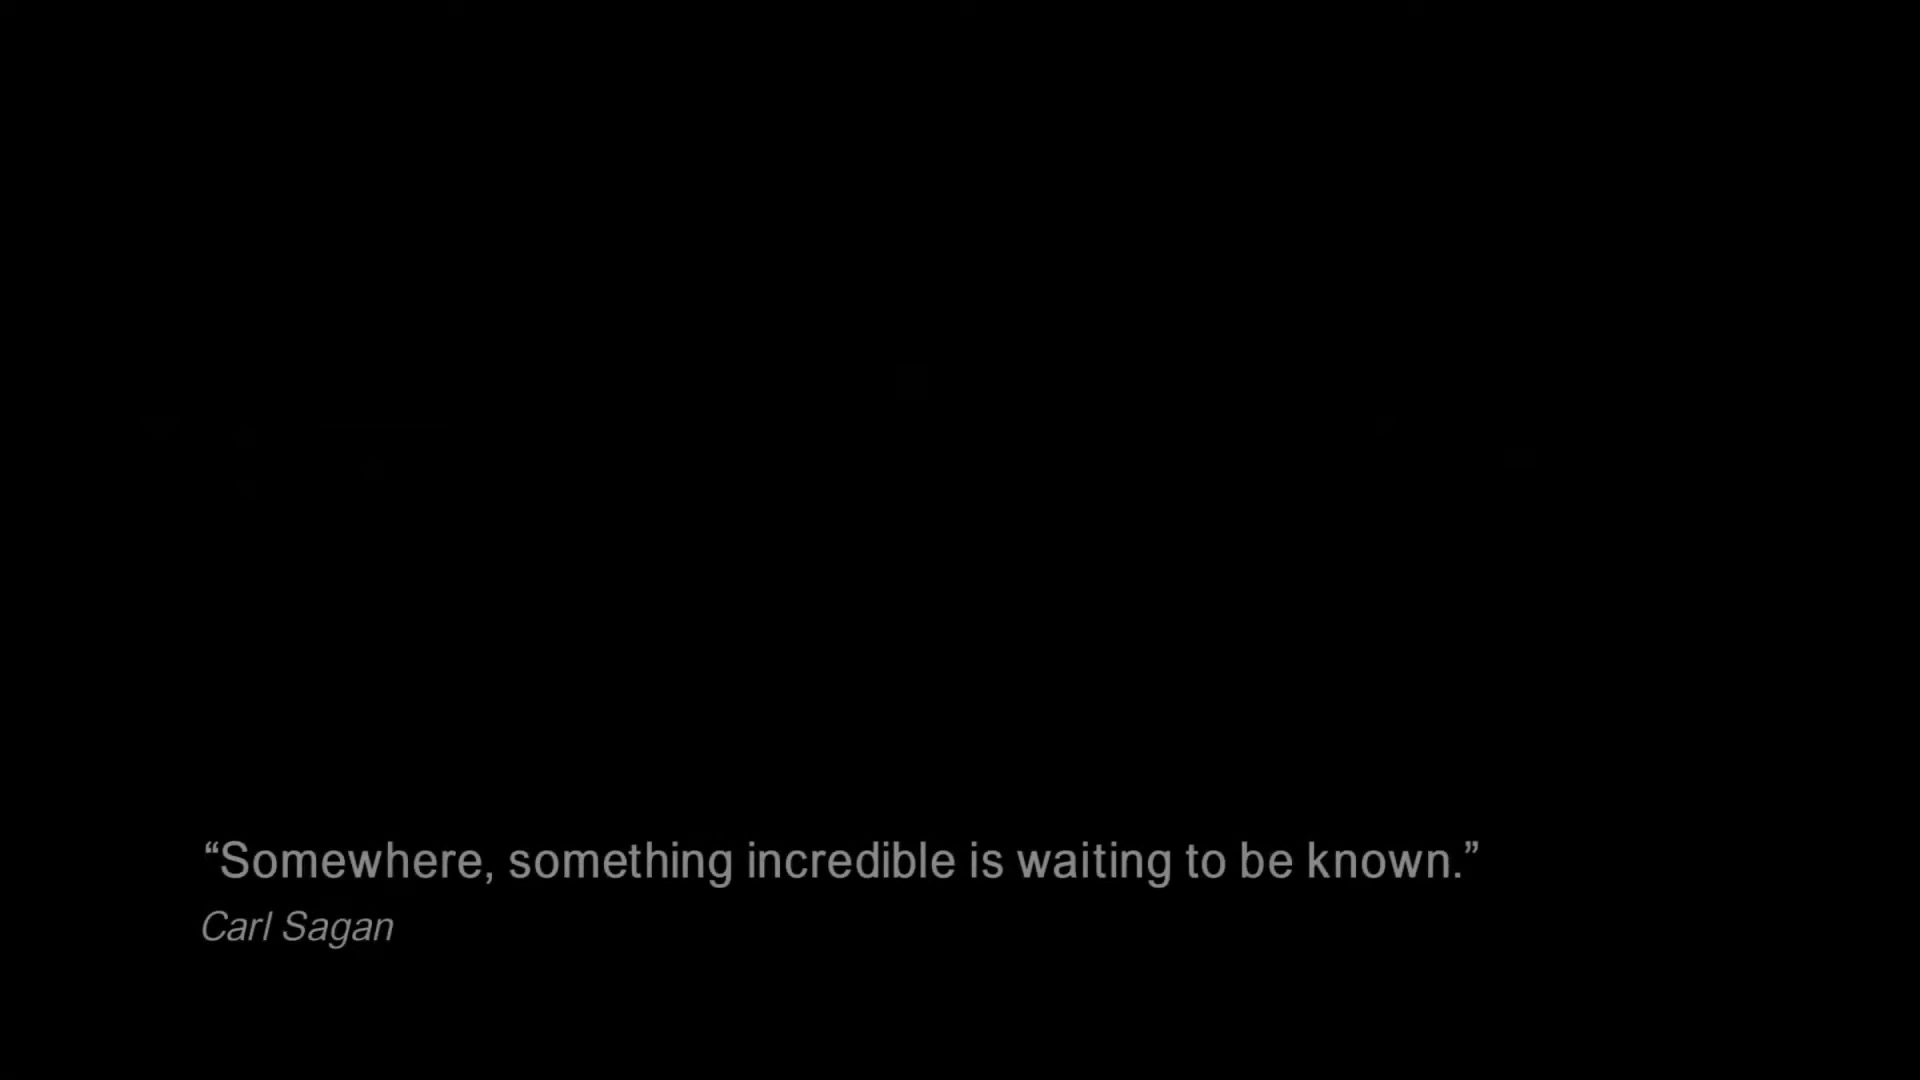 “Somewhere, something incredible is waiting to be known.”
Carl Sagan